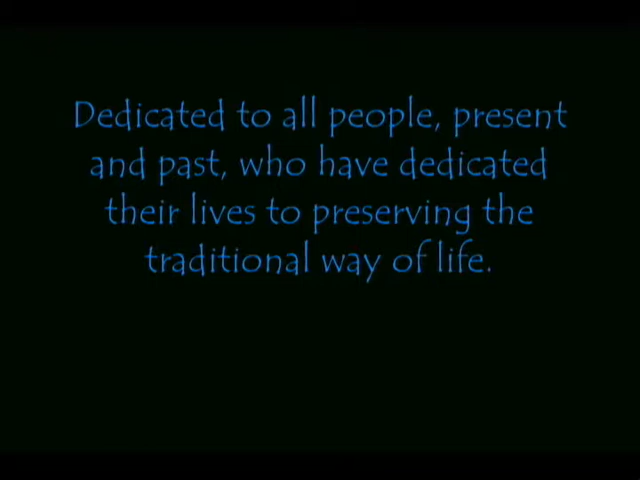 Dedicated to all people, present
and past, who have dedicated
their lives to preserving the
traditional way of life.